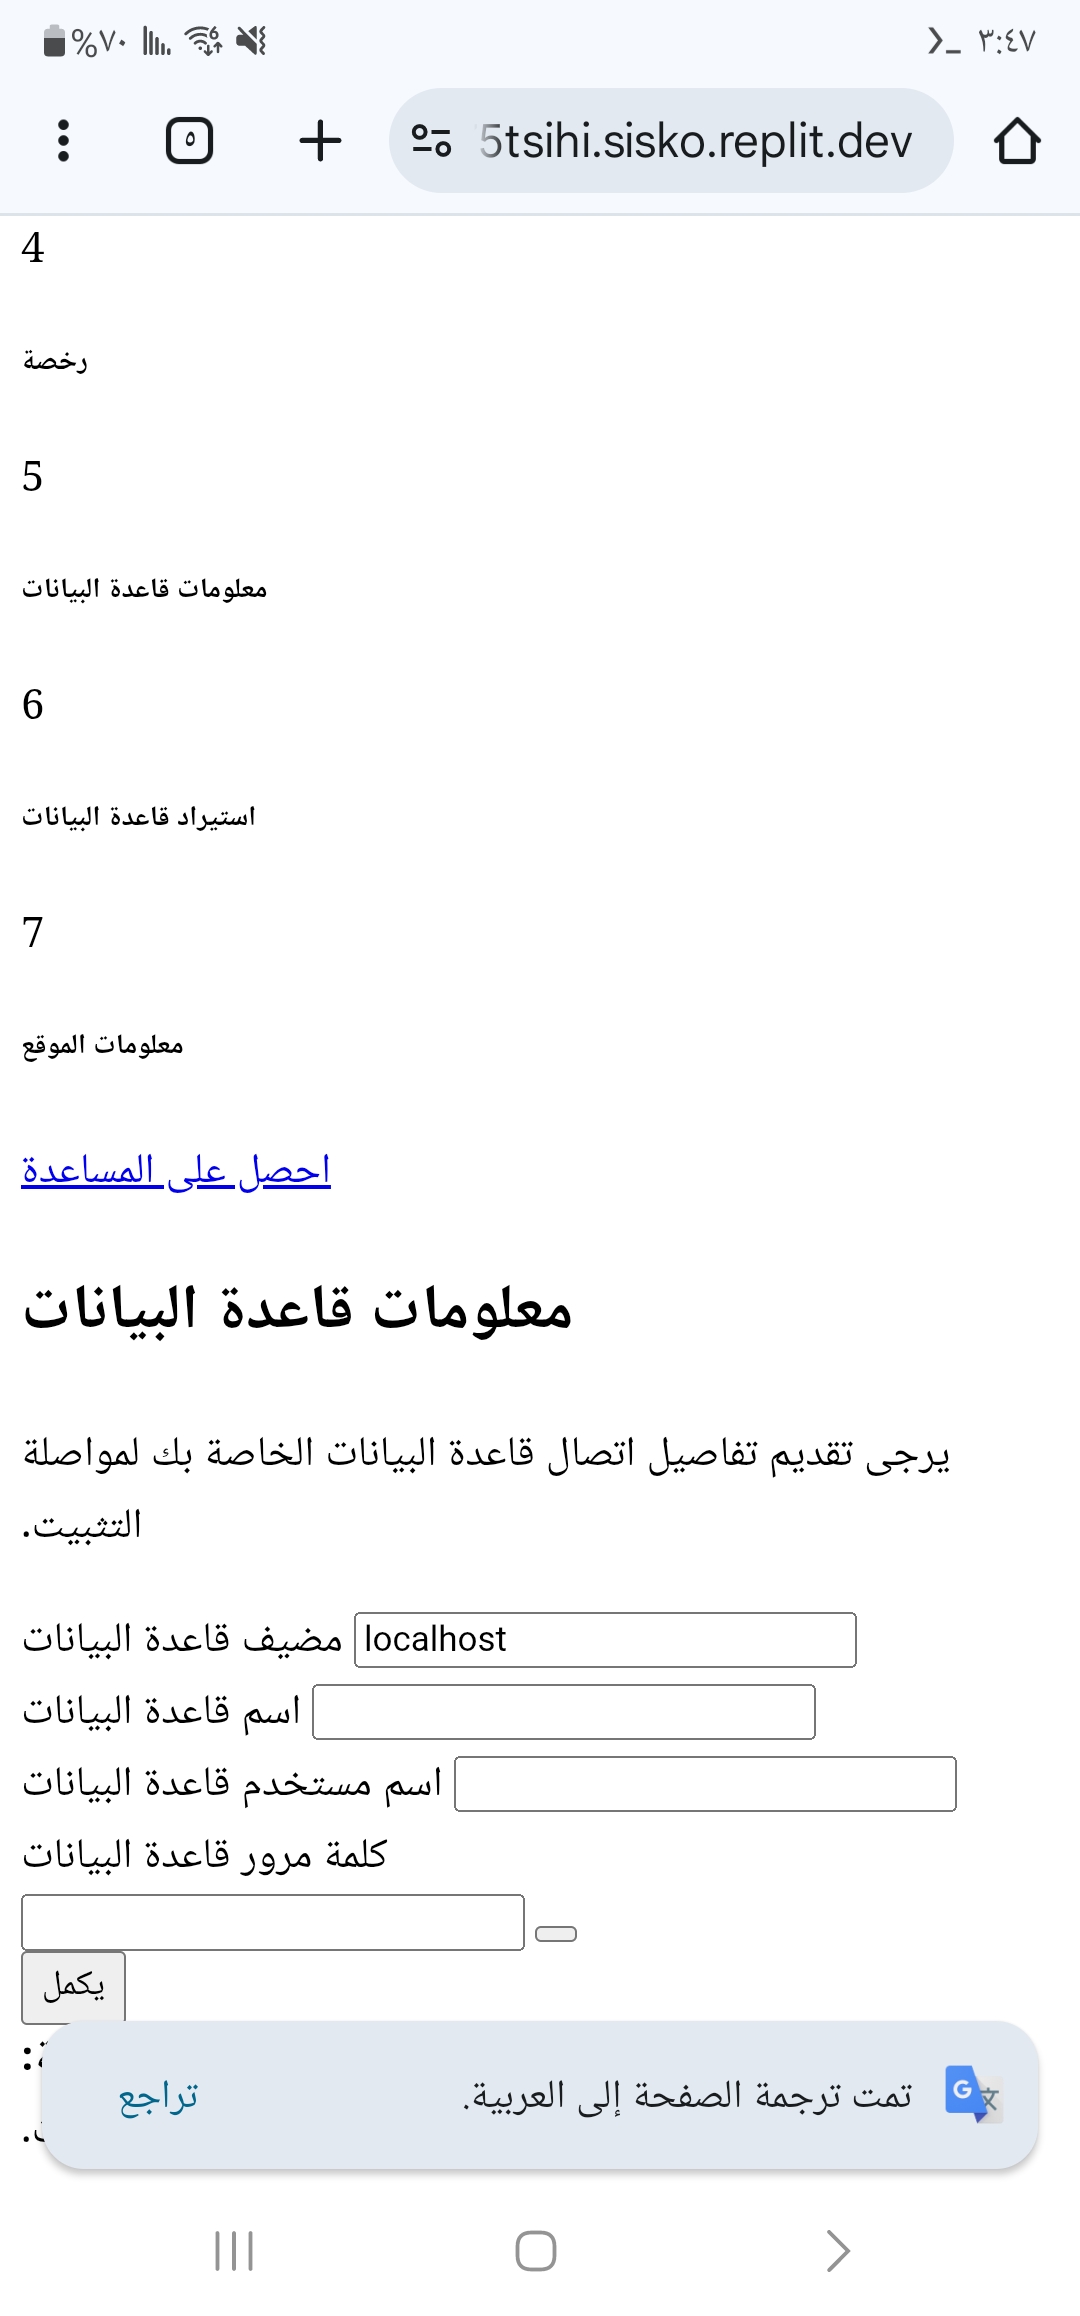 %٧٠
٣:٤٧
٥
5tsihi.sisko.replit.dev
4
رخصة
5
معلومات قاعدة البيانات
6
استيراد قاعدة البيانات
7
معلومات الموقع
احصل على المساعدة
معلومات قاعدة البيانات
يرجى تقديم تفاصيل اتصال قاعدة البيانات الخاصة بك لمواصلة
التثبيت.
مضيف قاعدة البيانات localhost
اسم قاعدة البيانات
اسم مستخدم قاعدة البيانات
كلمة مرور قاعدة البيانات
يكمل
تمت ترجمة الصفحة إلى العربية. تراجع